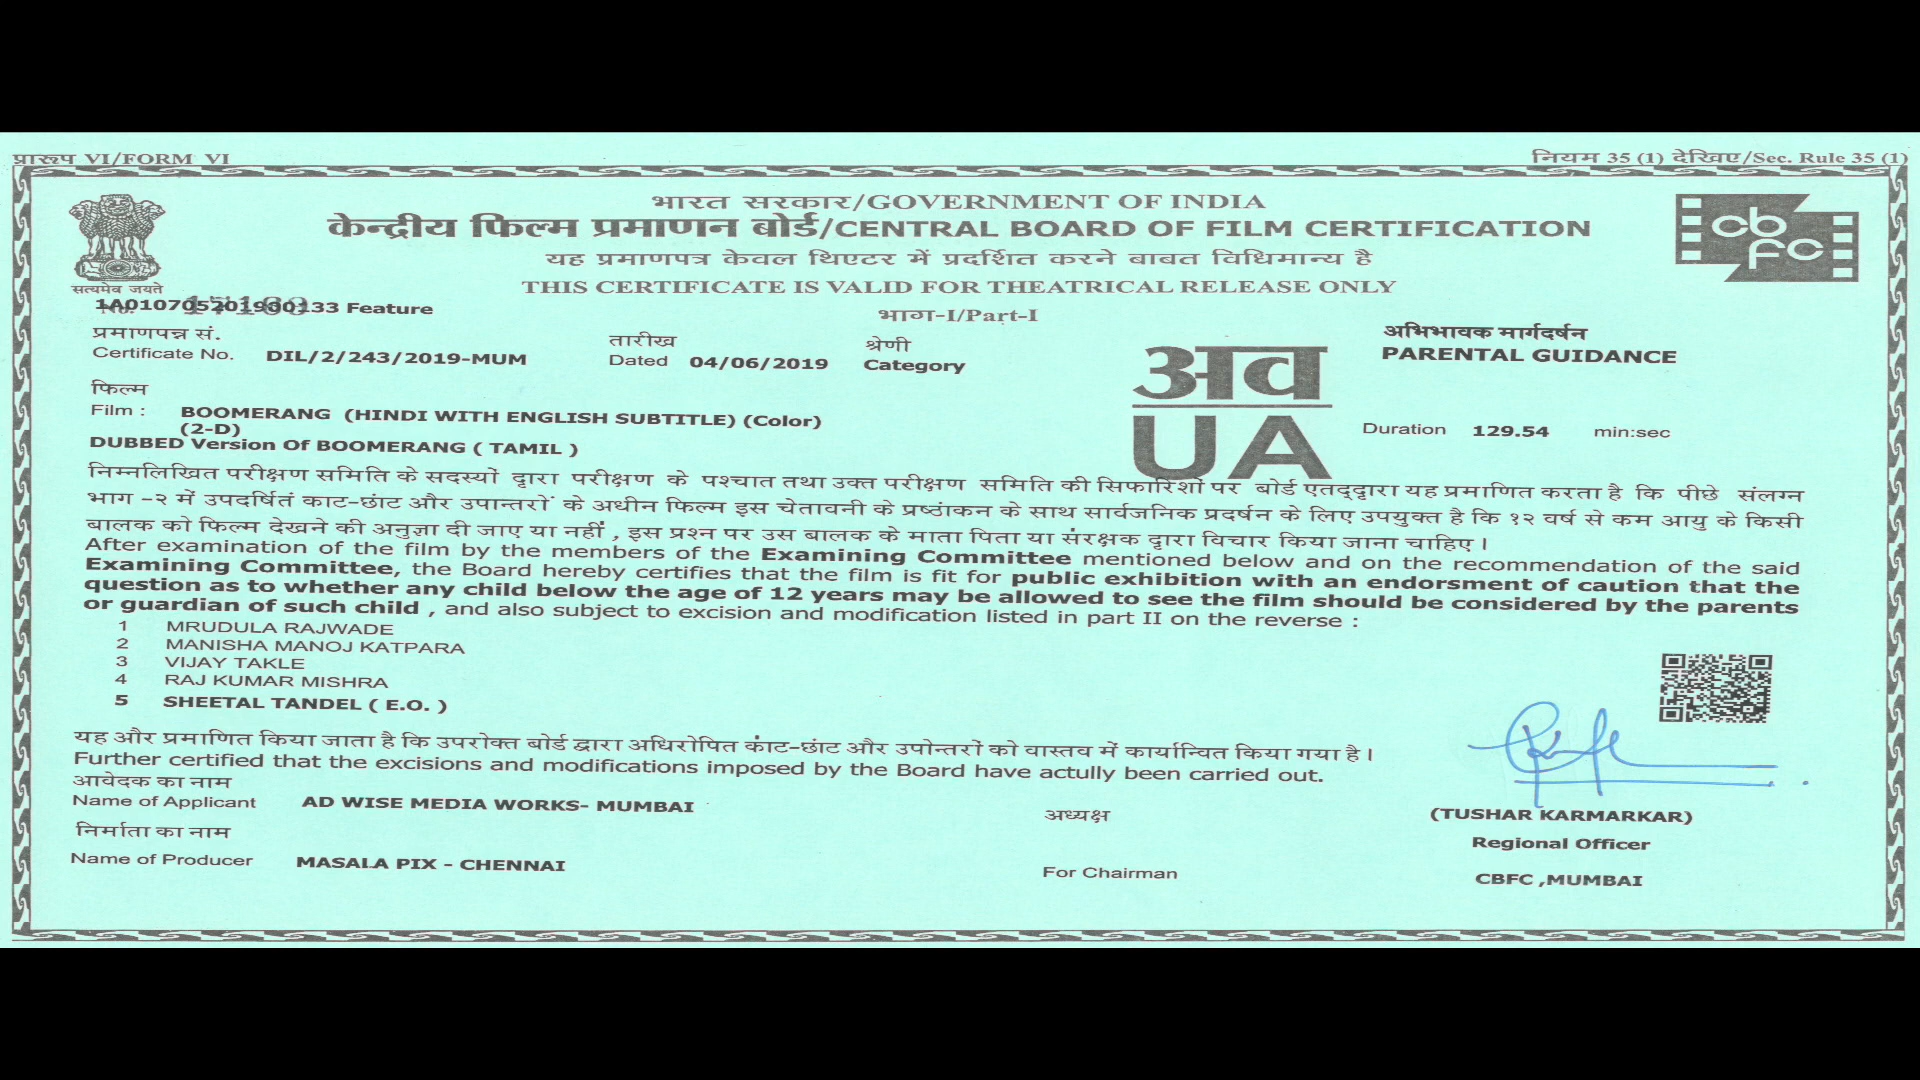 प्रारूप VI/FORM VI
नियम 35 (1) देखिए/Sec. Rule 35 (1)
भारत सरकार/GOVERNMENT OF INDIA
केन्द्रीय फिल्म प्रमाणन बोर्ड/CENTRAL BOARD OF FILM CERTIFICATION
cb
fc
यह प्रमाणपत्र केवल थिएटर में प्रदर्शित करने बाबत विधिमान्य है
सत्यमेव जयते
THIS CERTIFICATE IS VALID FOR THEATRICAL RELEASE ONLY
1A010705201900133 Feature
भाग-I/Part-I
प्रमाणपत्र सं.
तारीख
श्रेणी
अभिभावक मार्गदर्शन
Certificate No. DIL/2/243/2019-MUM
Dated 04/06/2019
Category
PARENTAL GUIDANCE
अव
UA
फिल्म
Film : BOOMERANG (HINDI WITH ENGLISH SUBTITLE) (Color)
(2-D)
Duration 129.54 min:sec
DUBBED Version Of BOOMERANG ( TAMIL )
निम्नलिखित परीक्षण समिति के सदस्यों द्वारा परीक्षण के पश्चात तथा उक्त परीक्षण समिति की सिफारिशों पर बोर्ड एतद्द्वारा यह प्रमाणित करता है कि पीछे संलग्न
भाग -२ में उपदर्षितं काट-छांट और उपान्तरों के अधीन फिल्म इस चेतावनी के प्रष्ठांकन के साथ सार्वजनिक प्रदर्षन के लिए उपयुक्त है कि १२ वर्ष से कम आयु के किसी
बालक को फिल्म देखने की अनुज्ञा दी जाए या नहीं , इस प्रश्न पर उस बालक के माता पिता या संरक्षक द्वारा विचार किया जाना चाहिए ।
After examination of the film by the members of the Examining Committee mentioned below and on the recommendation of the said
Examining Committee, the Board hereby certifies that the film is fit for public exhibition with an endorsment of caution that the
question as to whether any child below the age of 12 years may be allowed to see the film should be considered by the parents
or guardian of such child , and also subject to excision and modification listed in part II on the reverse :
1 MRUDULA RAJWADE
2 MANISHA MANOJ KATPARA
3 VIJAY TAKLE
4 RAJ KUMAR MISHRA
5 SHEETAL TANDEL ( E.O. )
यह और प्रमाणित किया जाता है कि उपरोक्त बोर्ड द्वारा अधिरोपित कांट-छांट और उपोन्तरों को वास्तव में कार्यान्वित किया गया है ।
Further certified that the excisions and modifications imposed by the Board have actully been carried out.
आवेदक का नाम
Name of Applicant AD WISE MEDIA WORKS- MUMBAI
अध्यक्ष
(TUSHAR KARMARKAR)
निर्माता का नाम
Regional Officer
Name of Producer MASALA PIX - CHENNAI
For Chairman
CBFC ,MUMBAI